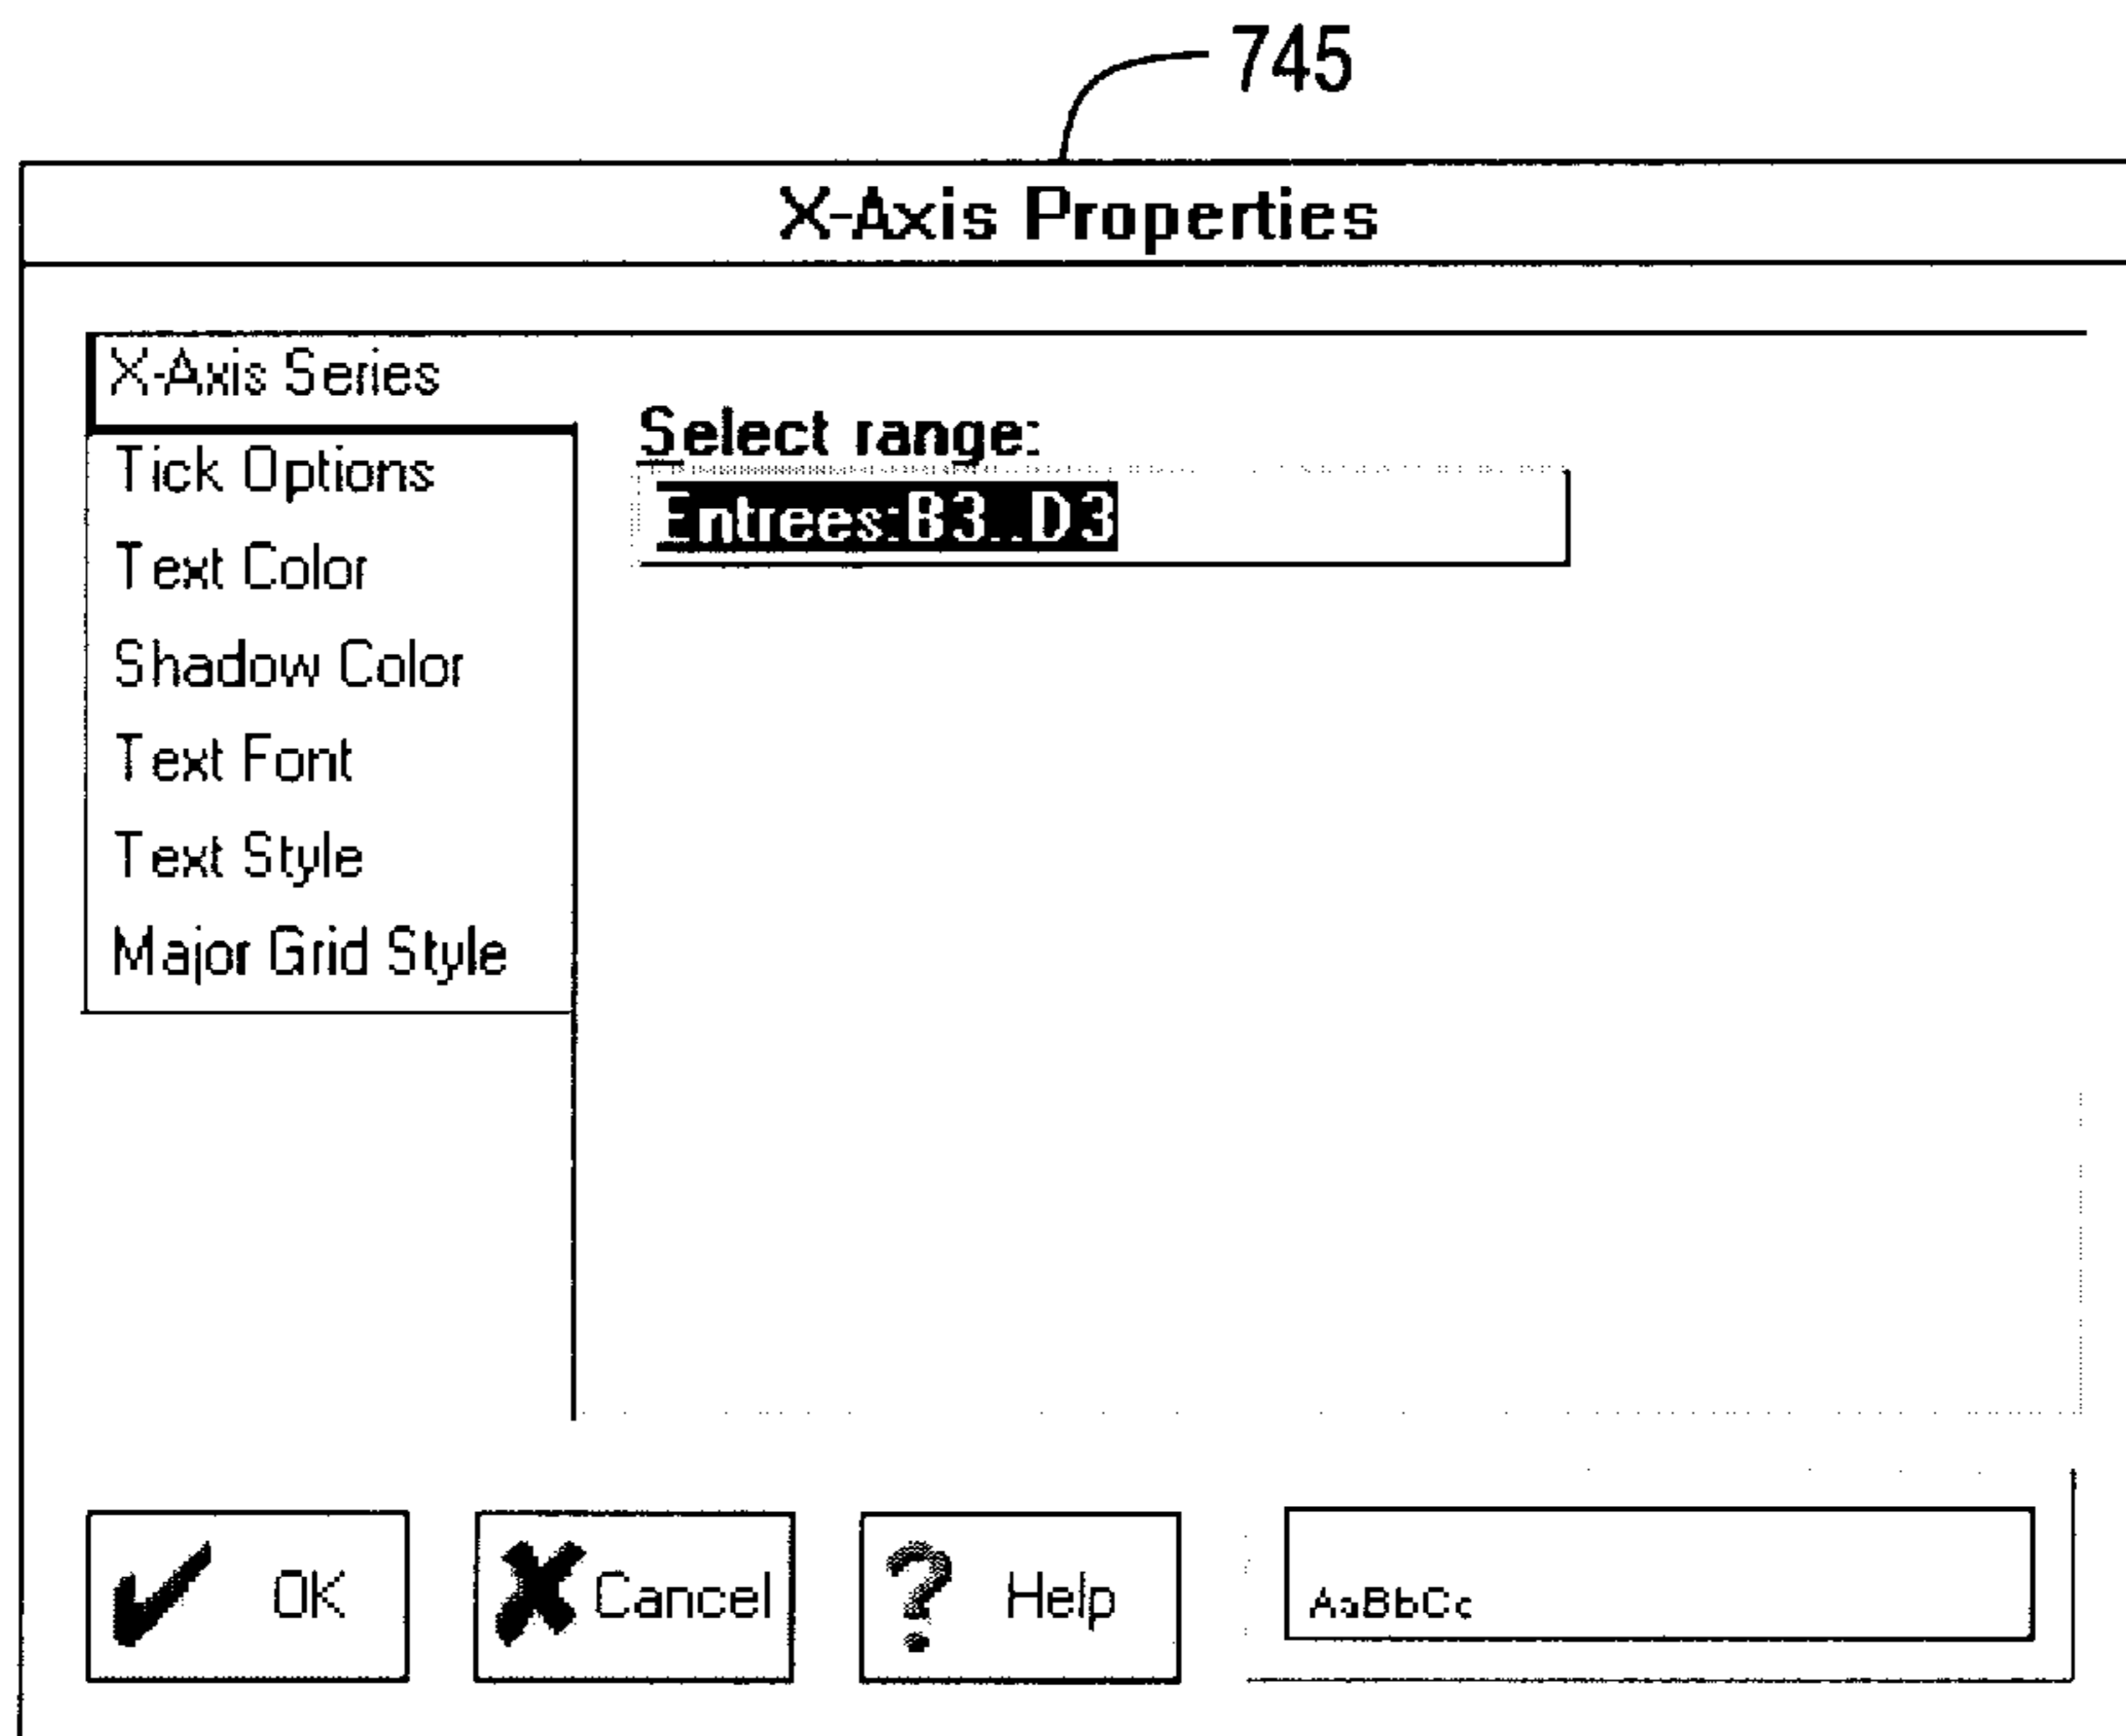 745
X-Axis Properties
X-Axis Series
Select range:
Tick Options
Entrees:B3..D3
Text Color
Shadow Color
Text Font
Text Style
Major Grid Style
OK
Cancel
? Help
AaBbCc